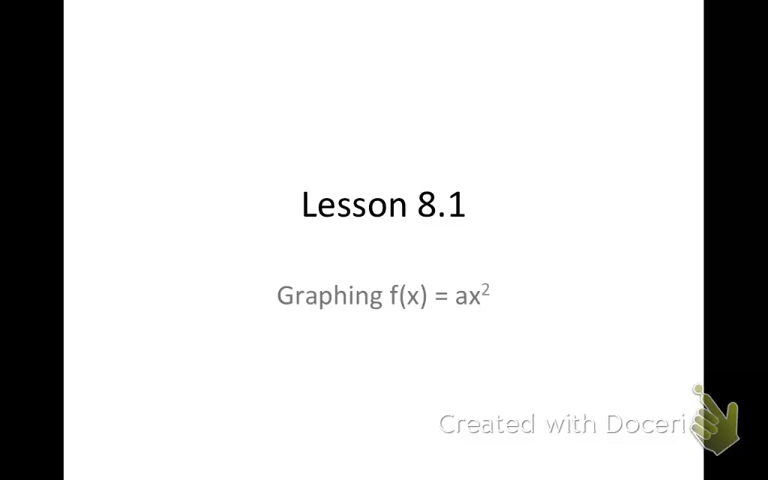 Lesson 8.1
Graphing f(x) = ax²
Created with Doceri